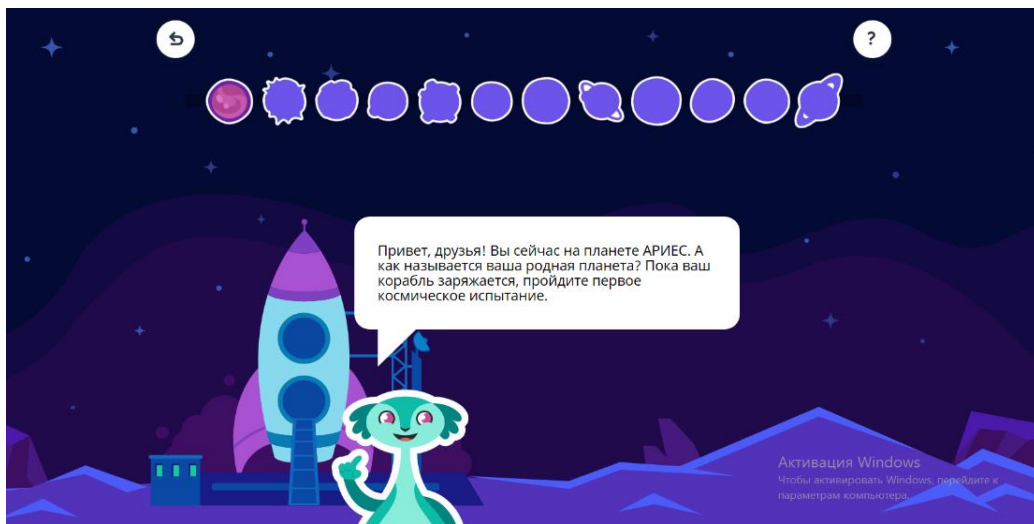 ?
Привет, друзья! Вы сейчас на планете АРИЕС. А
как называется ваша родная планета? Пока ваш
корабль заряжается, пройдите первое
космическое испытание.
Активация Windows
Чтобы активировать Windows, перейдите к
параметрам компьютера.